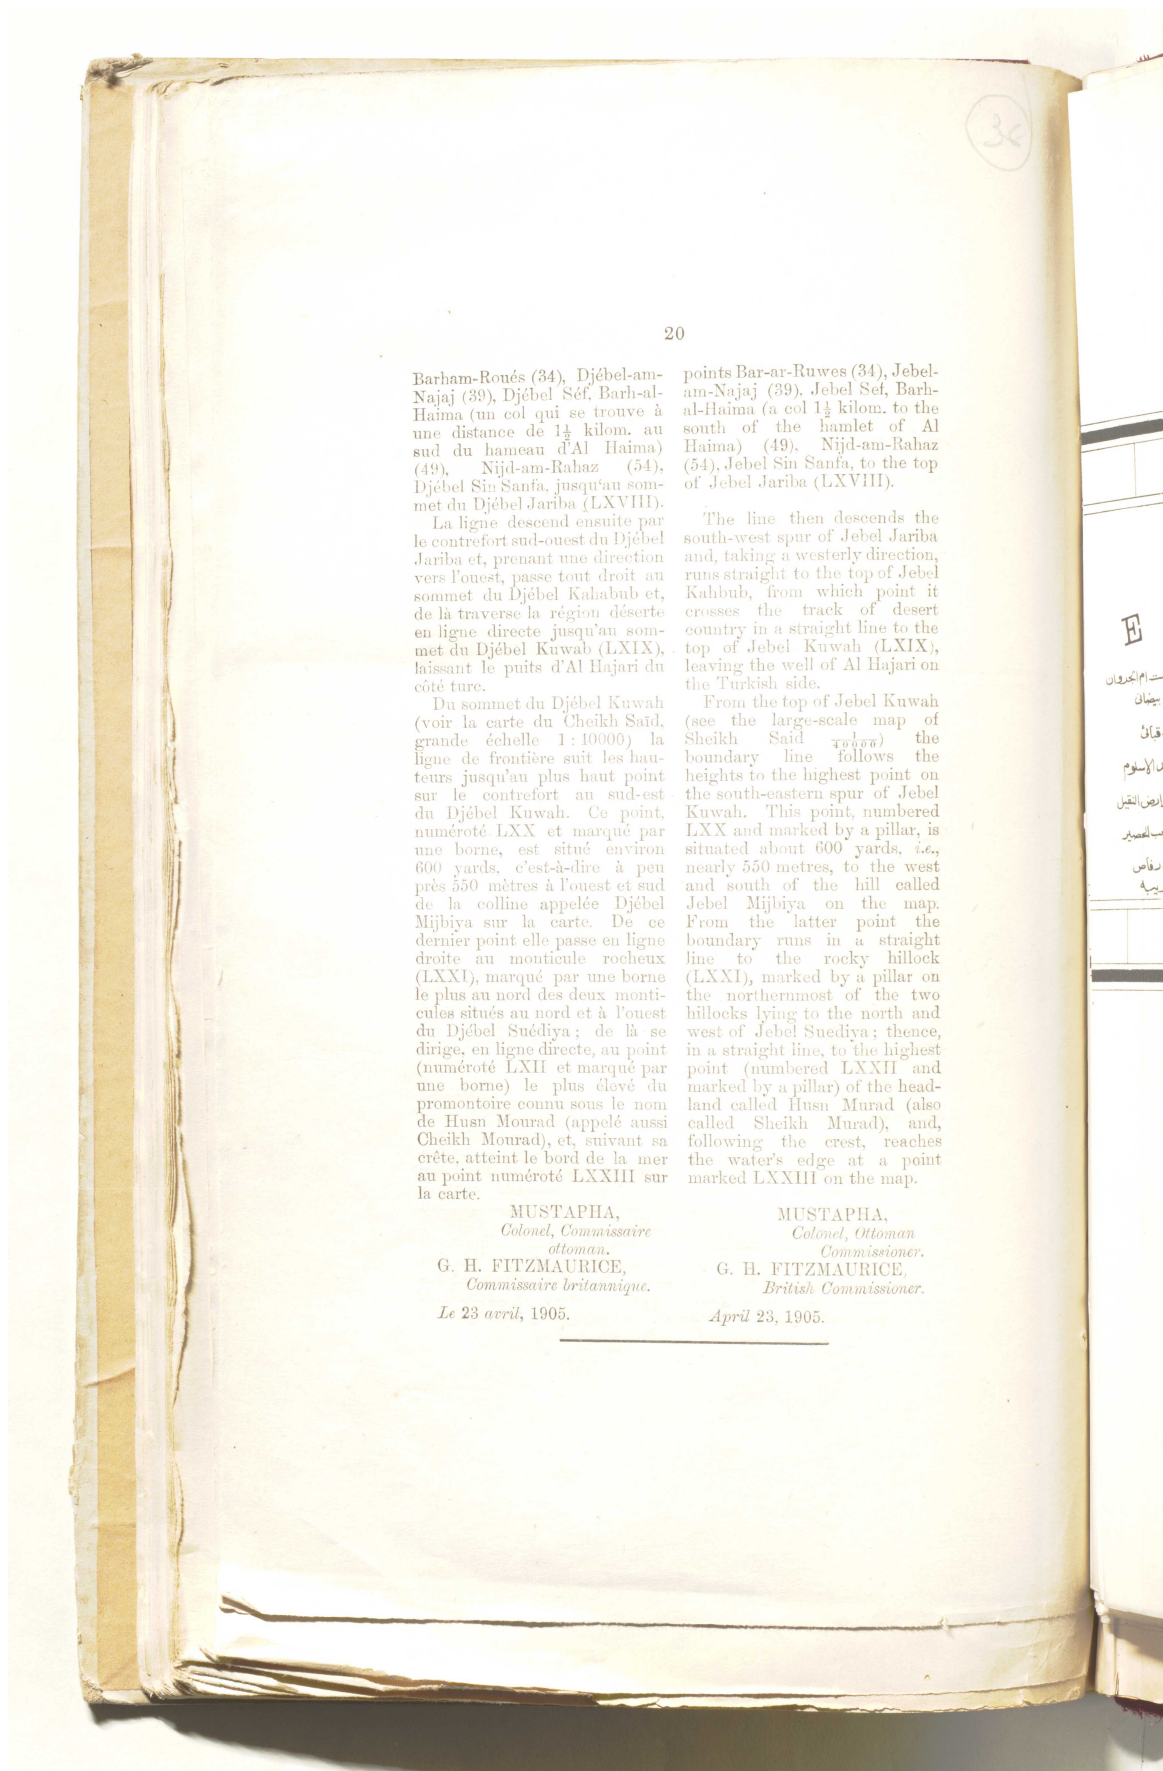 20
Barham-Roués (34), Djébel-am-
Najaj (39), Djébel Séf, Barh-al-
Haima (un col qui se trouve à
une distance de 1½ kilom. au
sud du hameau d'Al Haima)
(49), Nijd-am-Rahaz (54),
Djébel Sin Sanfa, jusqu'au som-
met du Djébel Jariba (LXVIII).
La ligne descend ensuite par
le contrefort sud-ouest du Djébel
Jariba et, prenant une direction
vers l'ouest, passe tout droit au
sommet du Djébel Kahabub et,
de là traverse la région déserte
en ligne directe jusqu'au som-
met du Djébel Kuwab (LXIX),
laissant le puits d'Al Hajari du
côté turc.
Du sommet du Djébel Kuwah
(voir la carte du Cheikh Saïd,
grande échelle 1 : 10000) la
ligne de frontière suit les hau-
teurs jusqu'au plus haut point
sur le contrefort au sud-est
du Djébel Kuwah. Ce point,
numéroté LXX et marqué par
une borne, est situé environ
600 yards, c'est-à-dire à peu
près 550 mètres à l'ouest et sud
de la colline appelée Djébel
Mijbiya sur la carte. De ce
dernier point elle passe en ligne
droite au monticule rocheux
(LXXI), marqué par une borne
le plus au nord des deux monti-
cules situés au nord et à l'ouest
du Djébel Suédiya ; de là se
dirige, en ligne directe, au point
(numéroté LXII et marqué par
une borne) le plus élevé du
promontoire connu sous le nom
de Husn Mourad (appelé aussi
Cheikh Mourad), et, suivant sa
crête, atteint le bord de la mer
au point numéroté LXXIII sur
la carte.
MUSTAPHA,
Colonel, Commissaire
ottoman.
G. H. FITZMAURICE,
Commissaire britannique.
Le 23 avril, 1905.
points Bar-ar-Ruwes (34), Jebel-
am-Najaj (39), Jebel Sef, Barh-
al-Haima (a col 1½ kilom. to the
south of the hamlet of Al
Haima) (49), Nijd-am-Rahaz
(54), Jebel Sin Sanfa, to the top
of Jebel Jariba (LXVIII).
The line then descends the
south-west spur of Jebel Jariba
and, taking a westerly direction,
runs straight to the top of Jebel
Kahbub, from which point it
crosses the track of desert
country in a straight line to the
top of Jebel Kuwah (LXIX),
leaving the well of Al Hajari on
the Turkish side.
From the top of Jebel Kuwah
(see the large-scale map of
Sheikh Said the
boundary line follows the
heights to the highest point on
the south-eastern spur of Jebel
Kuwah. This point, numbered
LXX and marked by a pillar, is
situated about 600 yards, i.e.,
nearly 550 metres, to the west
and south of the hill called
Jebel Mijbiya on the map.
From the latter point the
boundary runs in a straight
line to the rocky hillock
(LXXI), marked by a pillar on
the northernmost of the two
hillocks lying to the north and
west of Jebel Suediya ; thence,
in a straight line, to the highest
point (numbered LXXII and
marked by a pillar) of the head-
land called Husn Murad (also
called Sheikh Murad), and,
following the crest, reaches
the water's edge at a point
marked LXXIII on the map.
MUSTAPHA,
Colonel, Ottoman
Commissioner.
G. H. FITZMAURICE,
British Commissioner.
April 23, 1905.
E